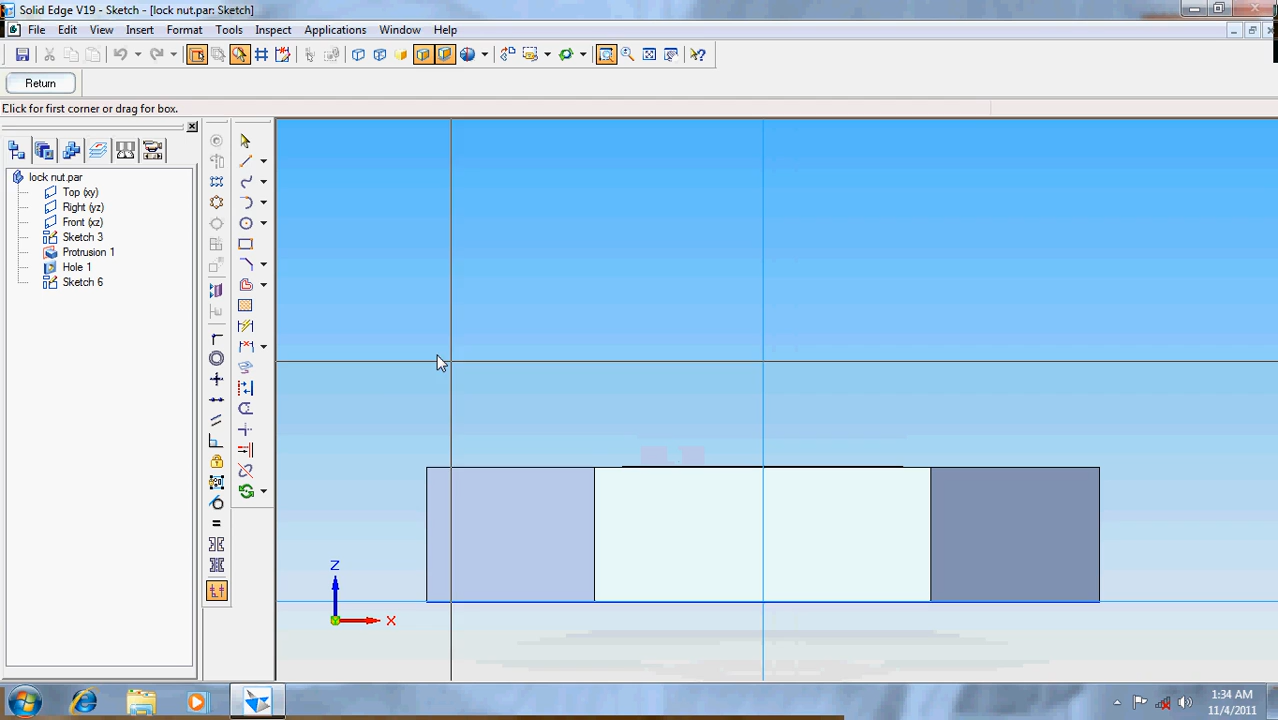 Solid Edge V19 - Sketch - [lock nut.par: Sketch]
File Edit View Insert Format Tools Inspect Applications Window Help
Return
Click for first corner or drag for box.
lock nut.par
Top (xy)
Right (yz)
Front (xz)
Sketch 3
Protrusion 1
Hole 1
Sketch 6
Z
X
1:34 AM
11/4/2011